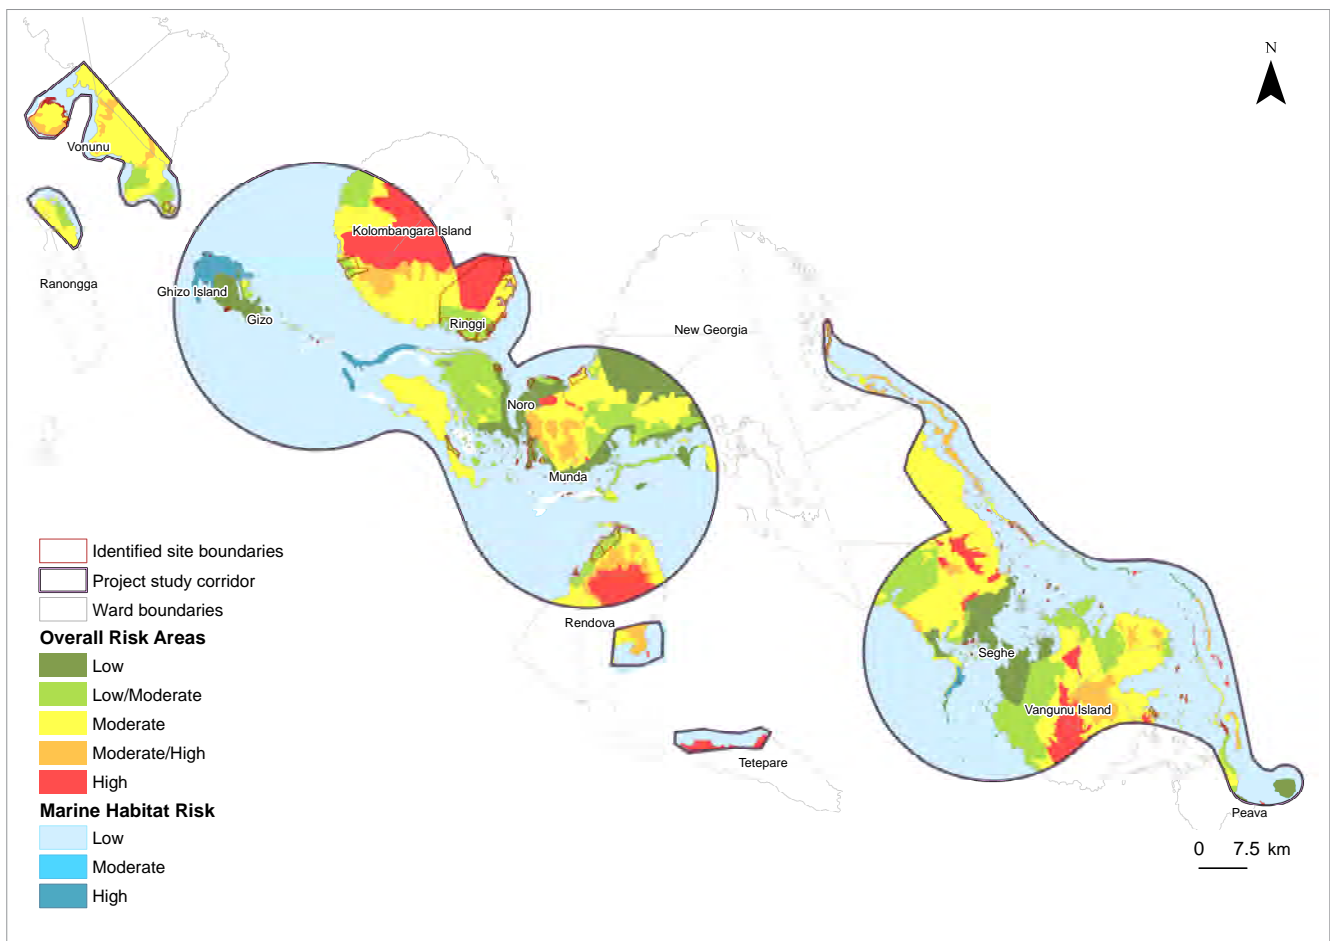 N
Vonunu
Kolombangara Island
Ranongga
Ghizo Island
Gizo
Ringgi
New Georgia
Noro
Munda
Identified site boundaries
Project study corridor
Ward boundaries
Overall Risk Areas
Low
Low/Moderate
Moderate
Moderate/High
High
Marine Habitat Risk
Low
Moderate
High
Rendova
Seghe
Vangunu Island
Tetepare
Peava
0 7.5 km